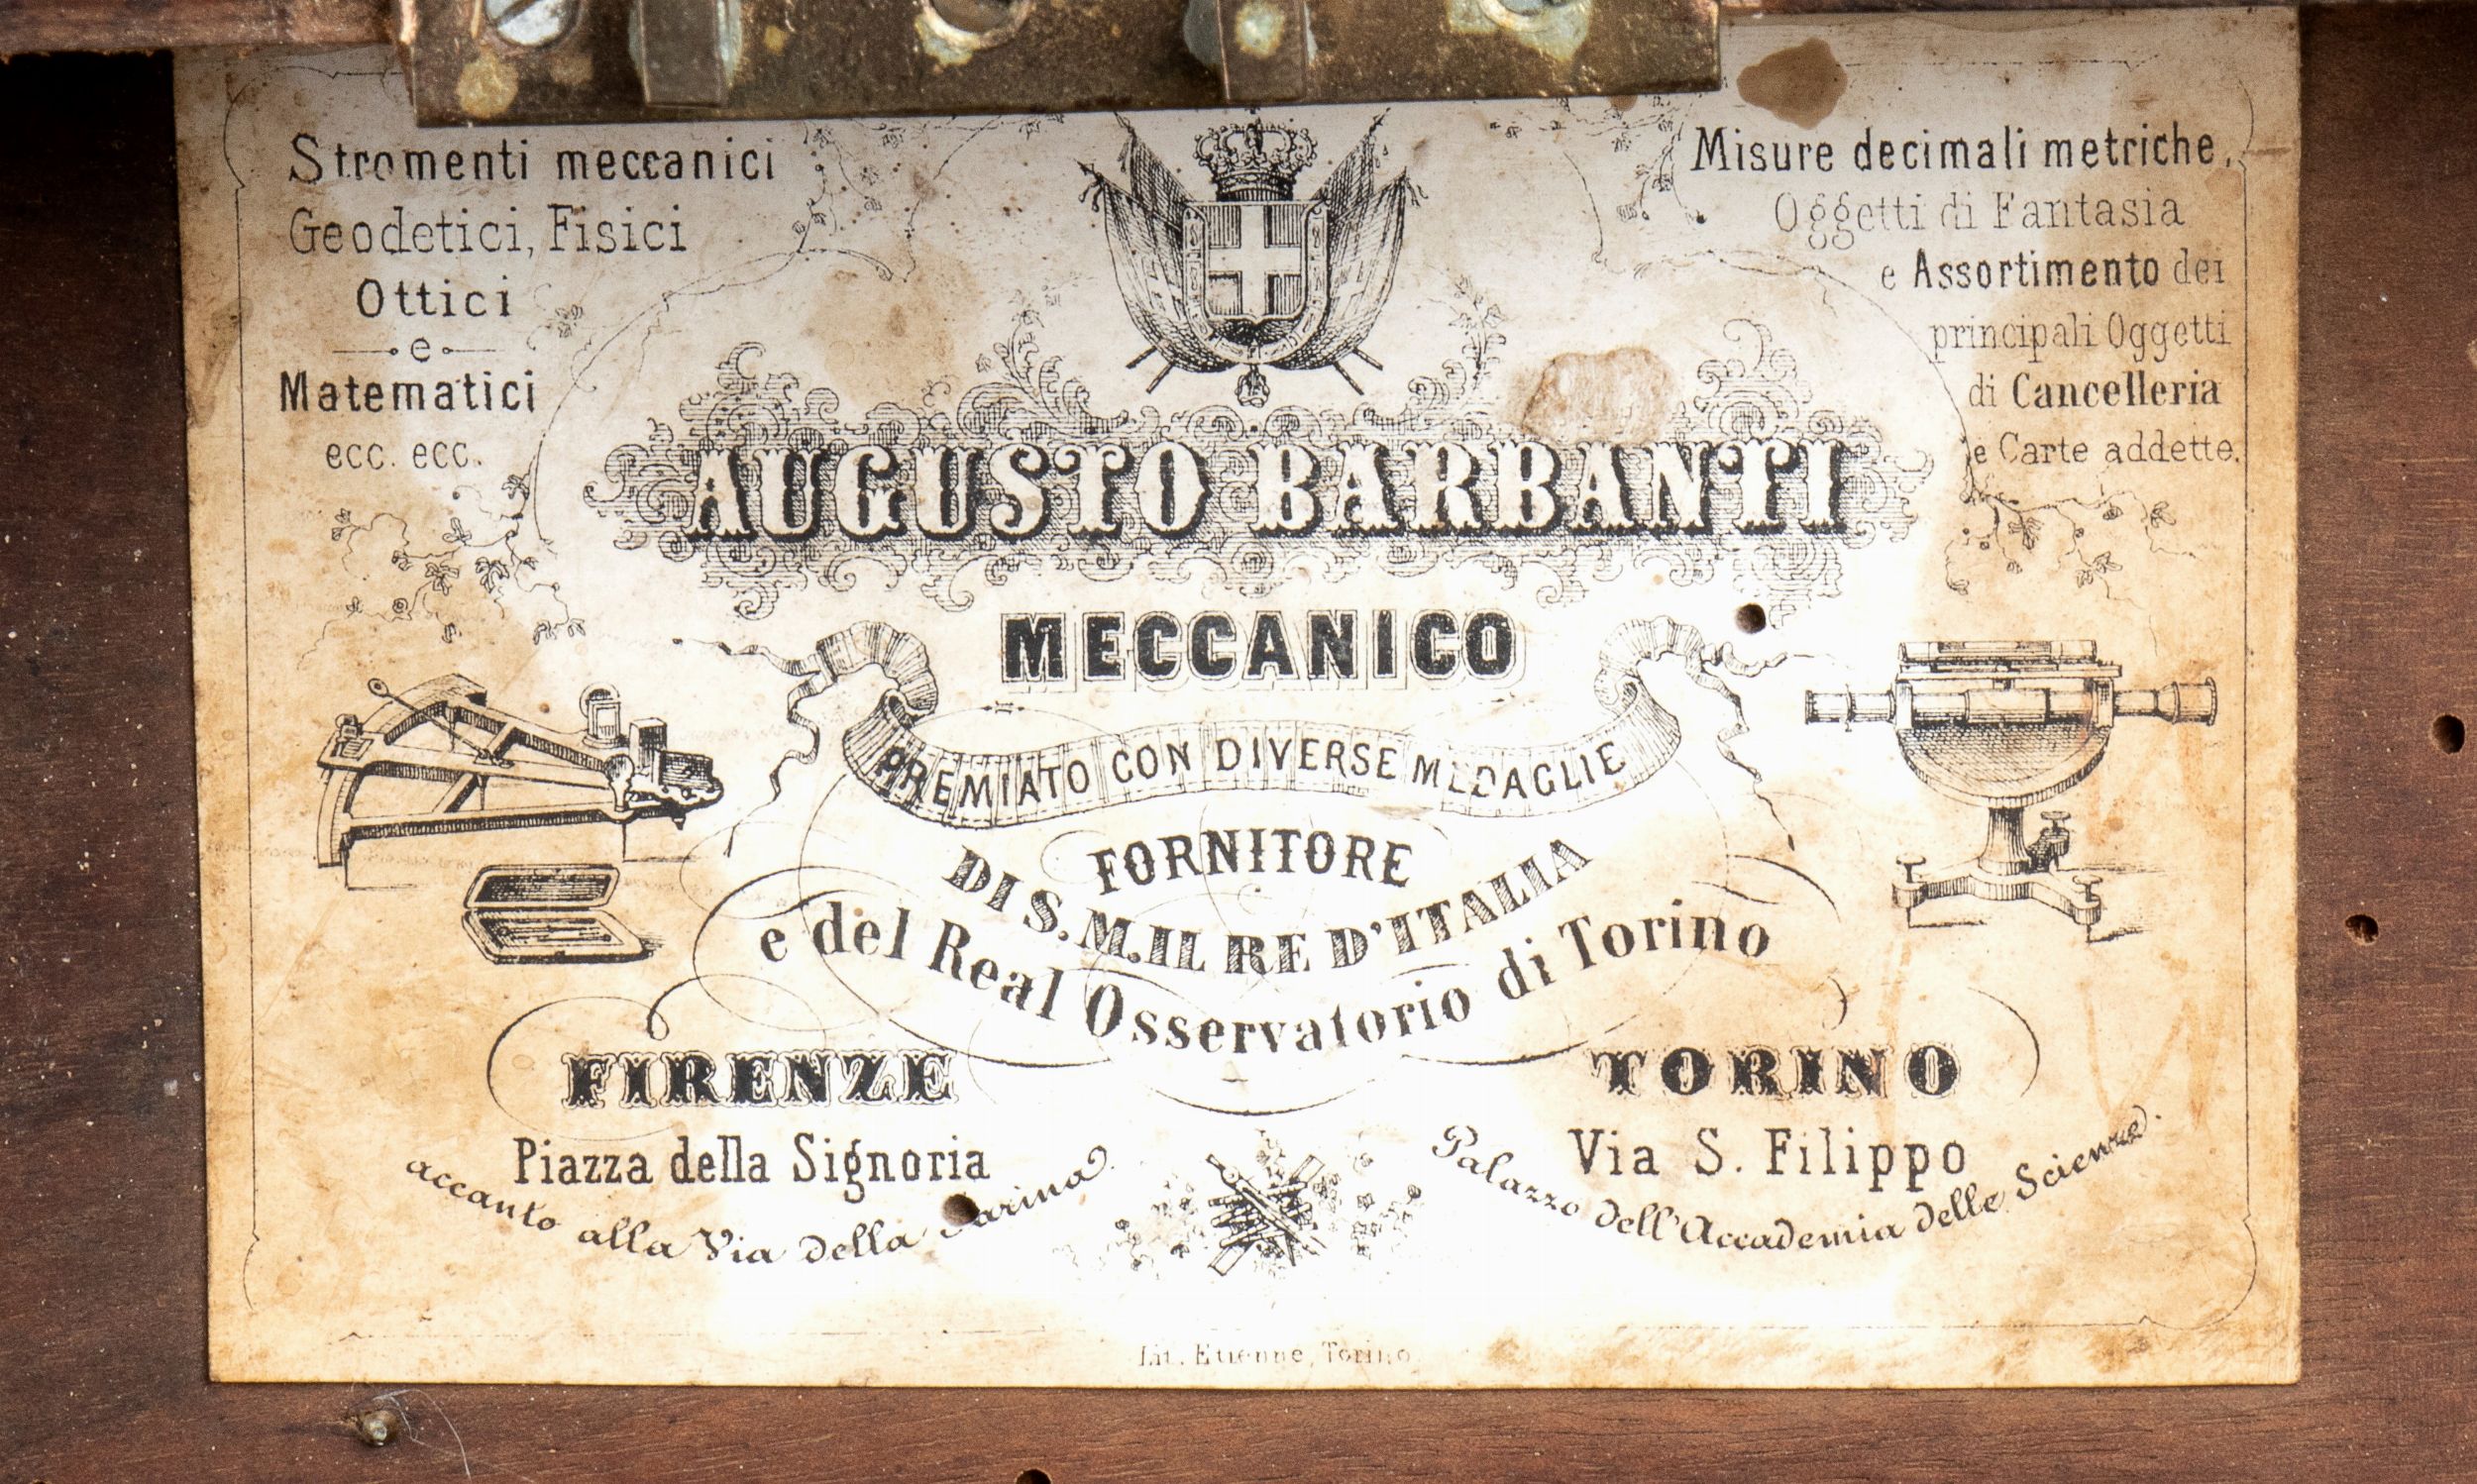 Stromenti meccanici
Geodetici, Fisici
Ottici
e
Matematici
ecc. ecc.
Misure decimali metriche,
Oggetti di Fantasia
e Assortimento dei
principali Oggetti
di Cancelleria
e Carte addette.
AUGUSTO BARBANTI
MECCANICO
PREMIATO CON DIVERSE MEDAGLIE
FORNITORE
DI S. M. IL RE D'ITALIA
e del Real Osservatorio di Torino
FIRENZE
Piazza della Signoria
accanto alla Via della
TORINO
Via S. Filippo
Palazzo dell'Accademia delle Scienze
Lit. Etienne, Torino